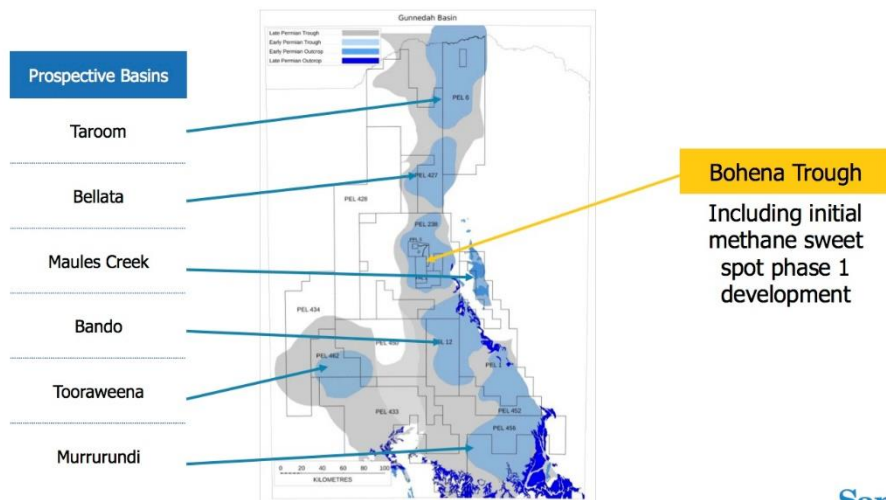 Gunnedah Basin
Late Permian Trough
Early Permian Trough
Early Permian Outcrop
Late Permian Outcrop
Prospective Basins
Taroom
Bellata
Maules Creek
Bando
Tooraweena
Murrurundi
PEL 6
PEL 427
PEL 428
PEL 238
PEL 434
PEL 462
PEL 450
PEL 12
PEL 1
PEL 433
PEL 452
PEL 456
0 20 40 60 80 100
KILOMETRES
Bohena Trough
Including initial
methane sweet
spot phase 1
development